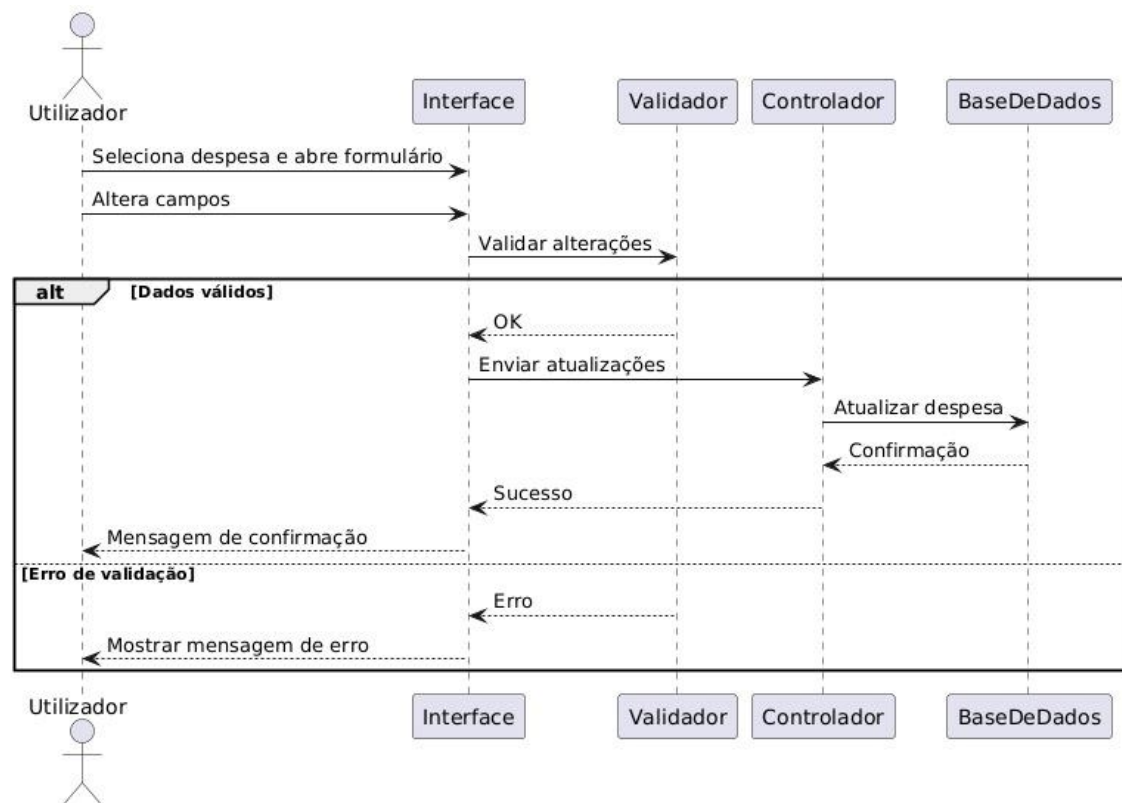 Utilizador
Interface
Validador
Controlador
BaseDeDados
Seleciona despesa e abre formulário
Altera campos
Validar alterações
alt
[Dados válidos]
OK
Enviar atualizações
Atualizar despesa
Confirmação
Sucesso
Mensagem de confirmação
[Erro de validação]
Erro
Mostrar mensagem de erro
Utilizador
Interface
Validador
Controlador
BaseDeDados